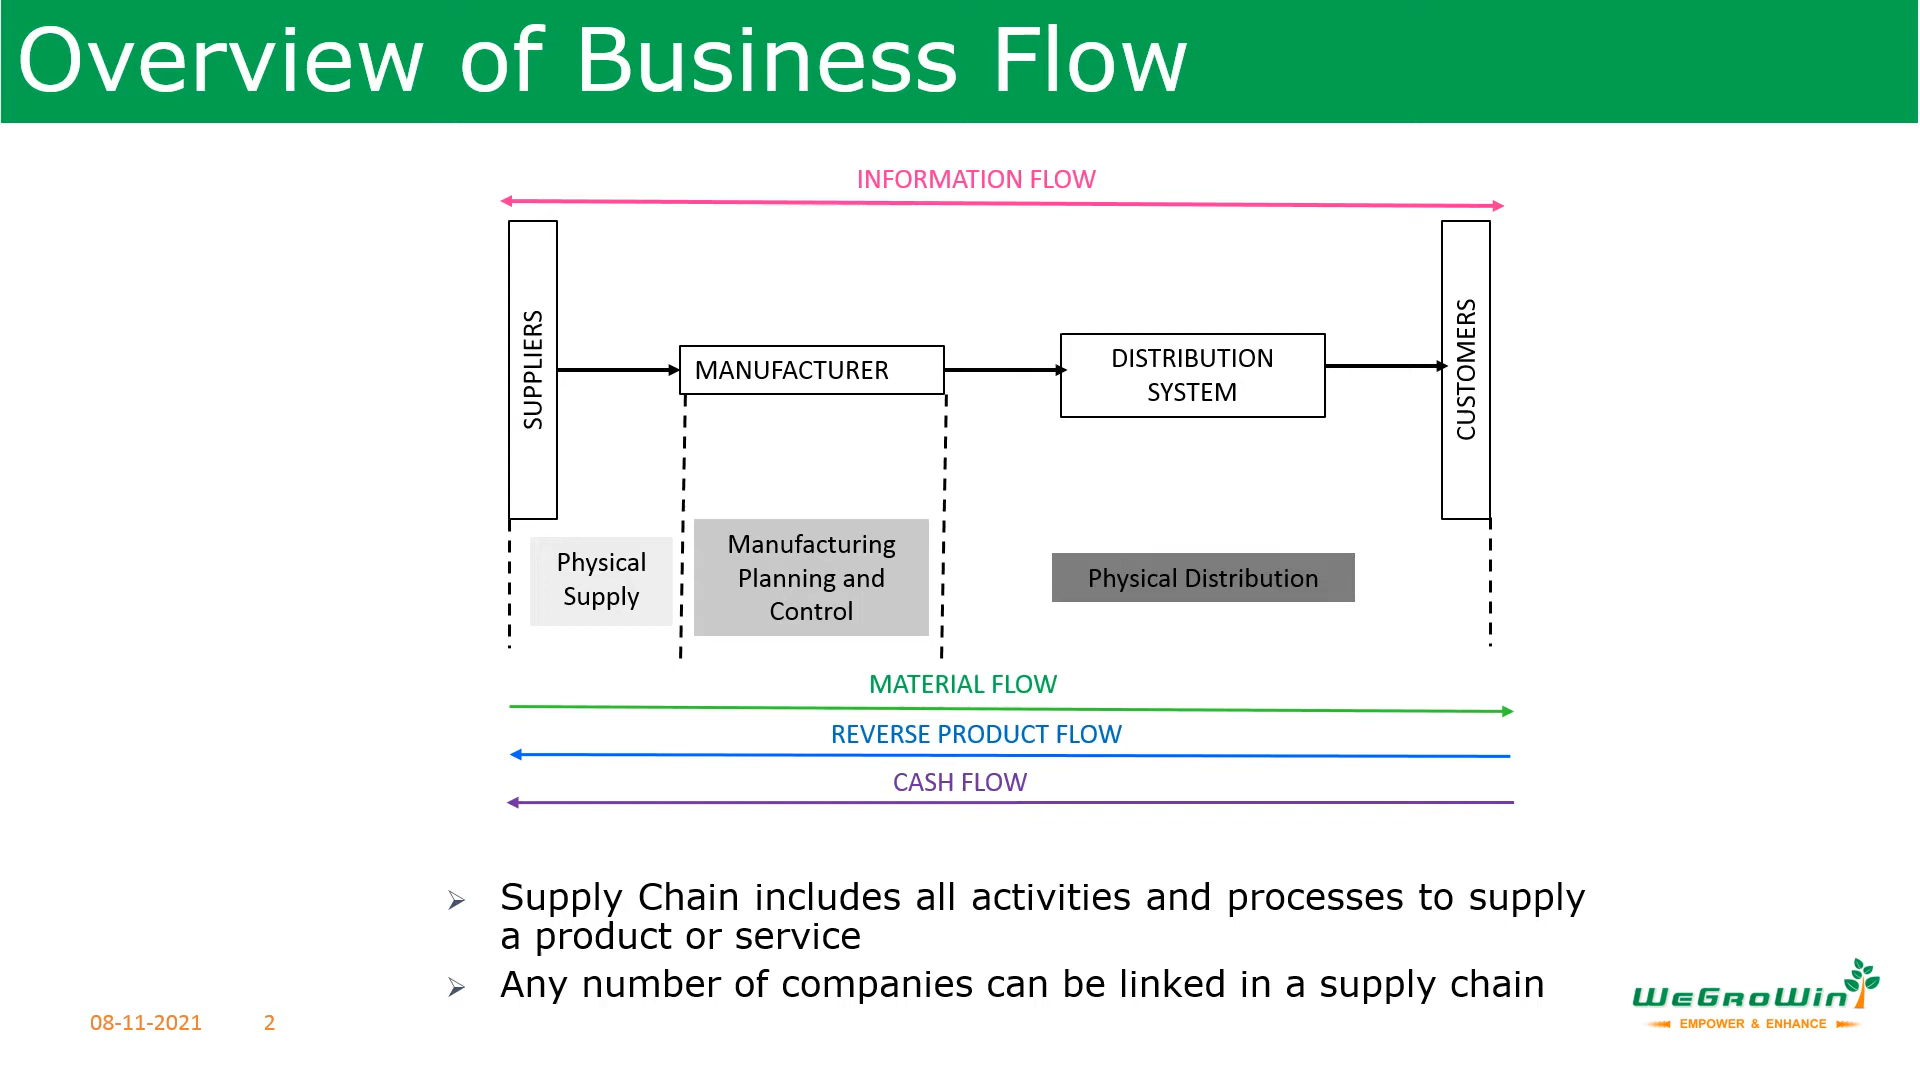 Overview of Business Flow
INFORMATION FLOW
SUPPLIERS
MANUFACTURER
DISTRIBUTION
SYSTEM
CUSTOMERS
Physical
Supply
Manufacturing
Planning and
Control
Physical Distribution
MATERIAL FLOW
REVERSE PRODUCT FLOW
CASH FLOW
➢ Supply Chain includes all activities and processes to supply
a product or service
➢ Any number of companies can be linked in a supply chain
08-11-2021 2
WeGroWin
EMPOWER & ENHANCE